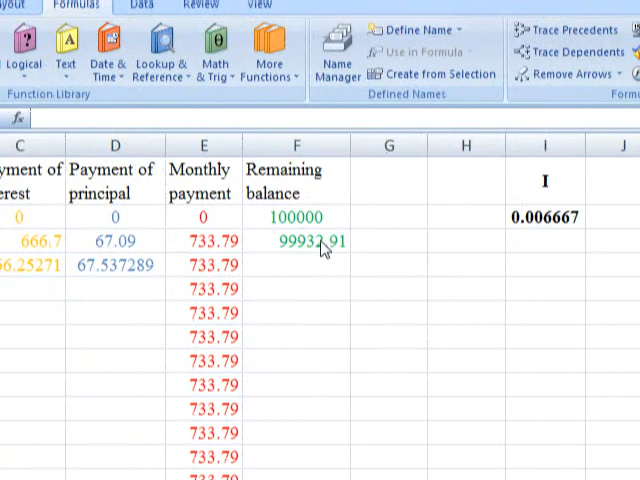 Formulas Data Review View
Logical Text Date & Time Lookup & Reference Math & Trig More Functions
Function Library
Name Manager
Define Name
Use in Formula
Create from Selection
Defined Names
Trace Precedents
Trace Dependents
Remove Arrows
fx
C D E F G H I J
Payment of principal
Monthly payment
Remaining balance
I
0 0 0 100000 0.006667
666.7 67.09 733.79 99932.91
67.537289 733.79
733.79
733.79
733.79
733.79
733.79
733.79
733.79
733.79